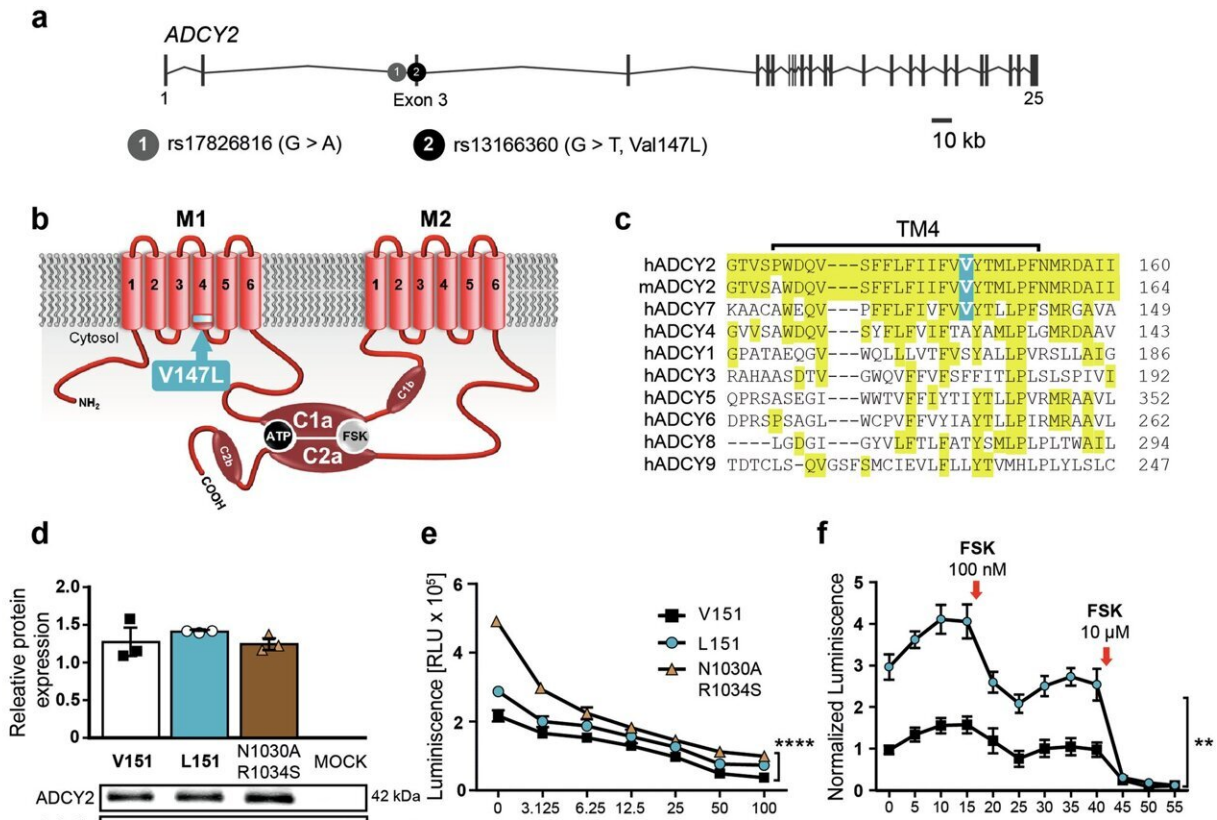 a
ADCY2
1 2
1 Exon 3 25
10 kb
1 rs17826816 (G > A) 2 rs13166360 (G > T, Val147L)
b
M1 M2
1 2 3 4 5 6 1 2 3 4 5 6
Cytosol
V147L
NH2
C1b
C1a
ATP FSK
C2a
C2b
COOH
c
TM4
hADCY2 GTVSPWDQV---SFFLFIIFVVYTMLPFNMRDAII 160
mADCY2 GTVSAWDQV---SFFLFIIFVVYTMLPFNMRDAII 164
hADCY7 KAACAWEQV---PFFLFIVFVVYTLLPFSMRGAVA 149
hADCY4 GVVSAWDQV---SYFLFVIFTAYAMLPLGMRDAAV 143
hADCY1 GPATAEQGV---WQLLLVTFVSYALLPVRSLLAIG 186
hADCY3 RAHAASDTV---GWQVFFVFSFFITLPLSLSPIVI 192
hADCY5 QPRSASEGI---WWTVFFIYTIYTLLPVRMRAAVL 352
hADCY6 DPRSPSAGL---WCPVFFVYIAYTLLPIRMRAAVL 262
hADCY8 ----LGDGI---GYVLFTLFATYSMLPLPLTWAIL 294
hADCY9 TDTCLS-QVGSFSMCIEVLFLLYTVMHLPLYLSLC 247
d
Releative protein
expression
2.0
1.5
1.0
0.5
0
V151 L151 N1030A MOCK
R1034S
ADCY2 42 kDa
e
Luminiscence [RLU x 10⁵]
6
4
2
0
V151
L151
N1030A
R1034S
****
0 3.125 6.25 12.5 25 50 100
f
Normalized Luminiscence
5
4
3
2
1
0
FSK
100 nM
FSK
10 µM
**
0 5 10 15 20 25 30 35 40 45 50 55